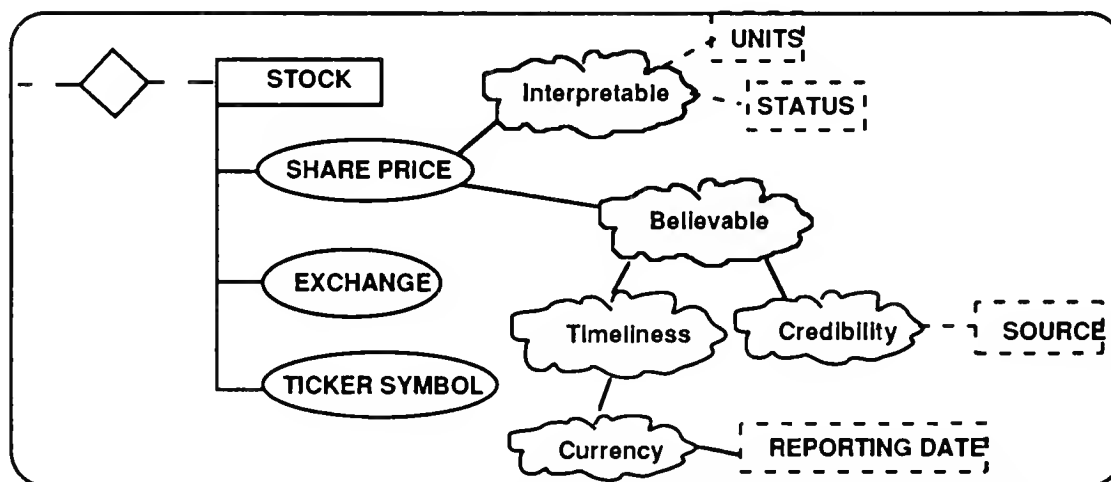 UNITS
STOCK
Interpretable
STATUS
SHARE PRICE
Believable
EXCHANGE
Timeliness
Credibility
SOURCE
TICKER SYMBOL
Currency
REPORTING DATE